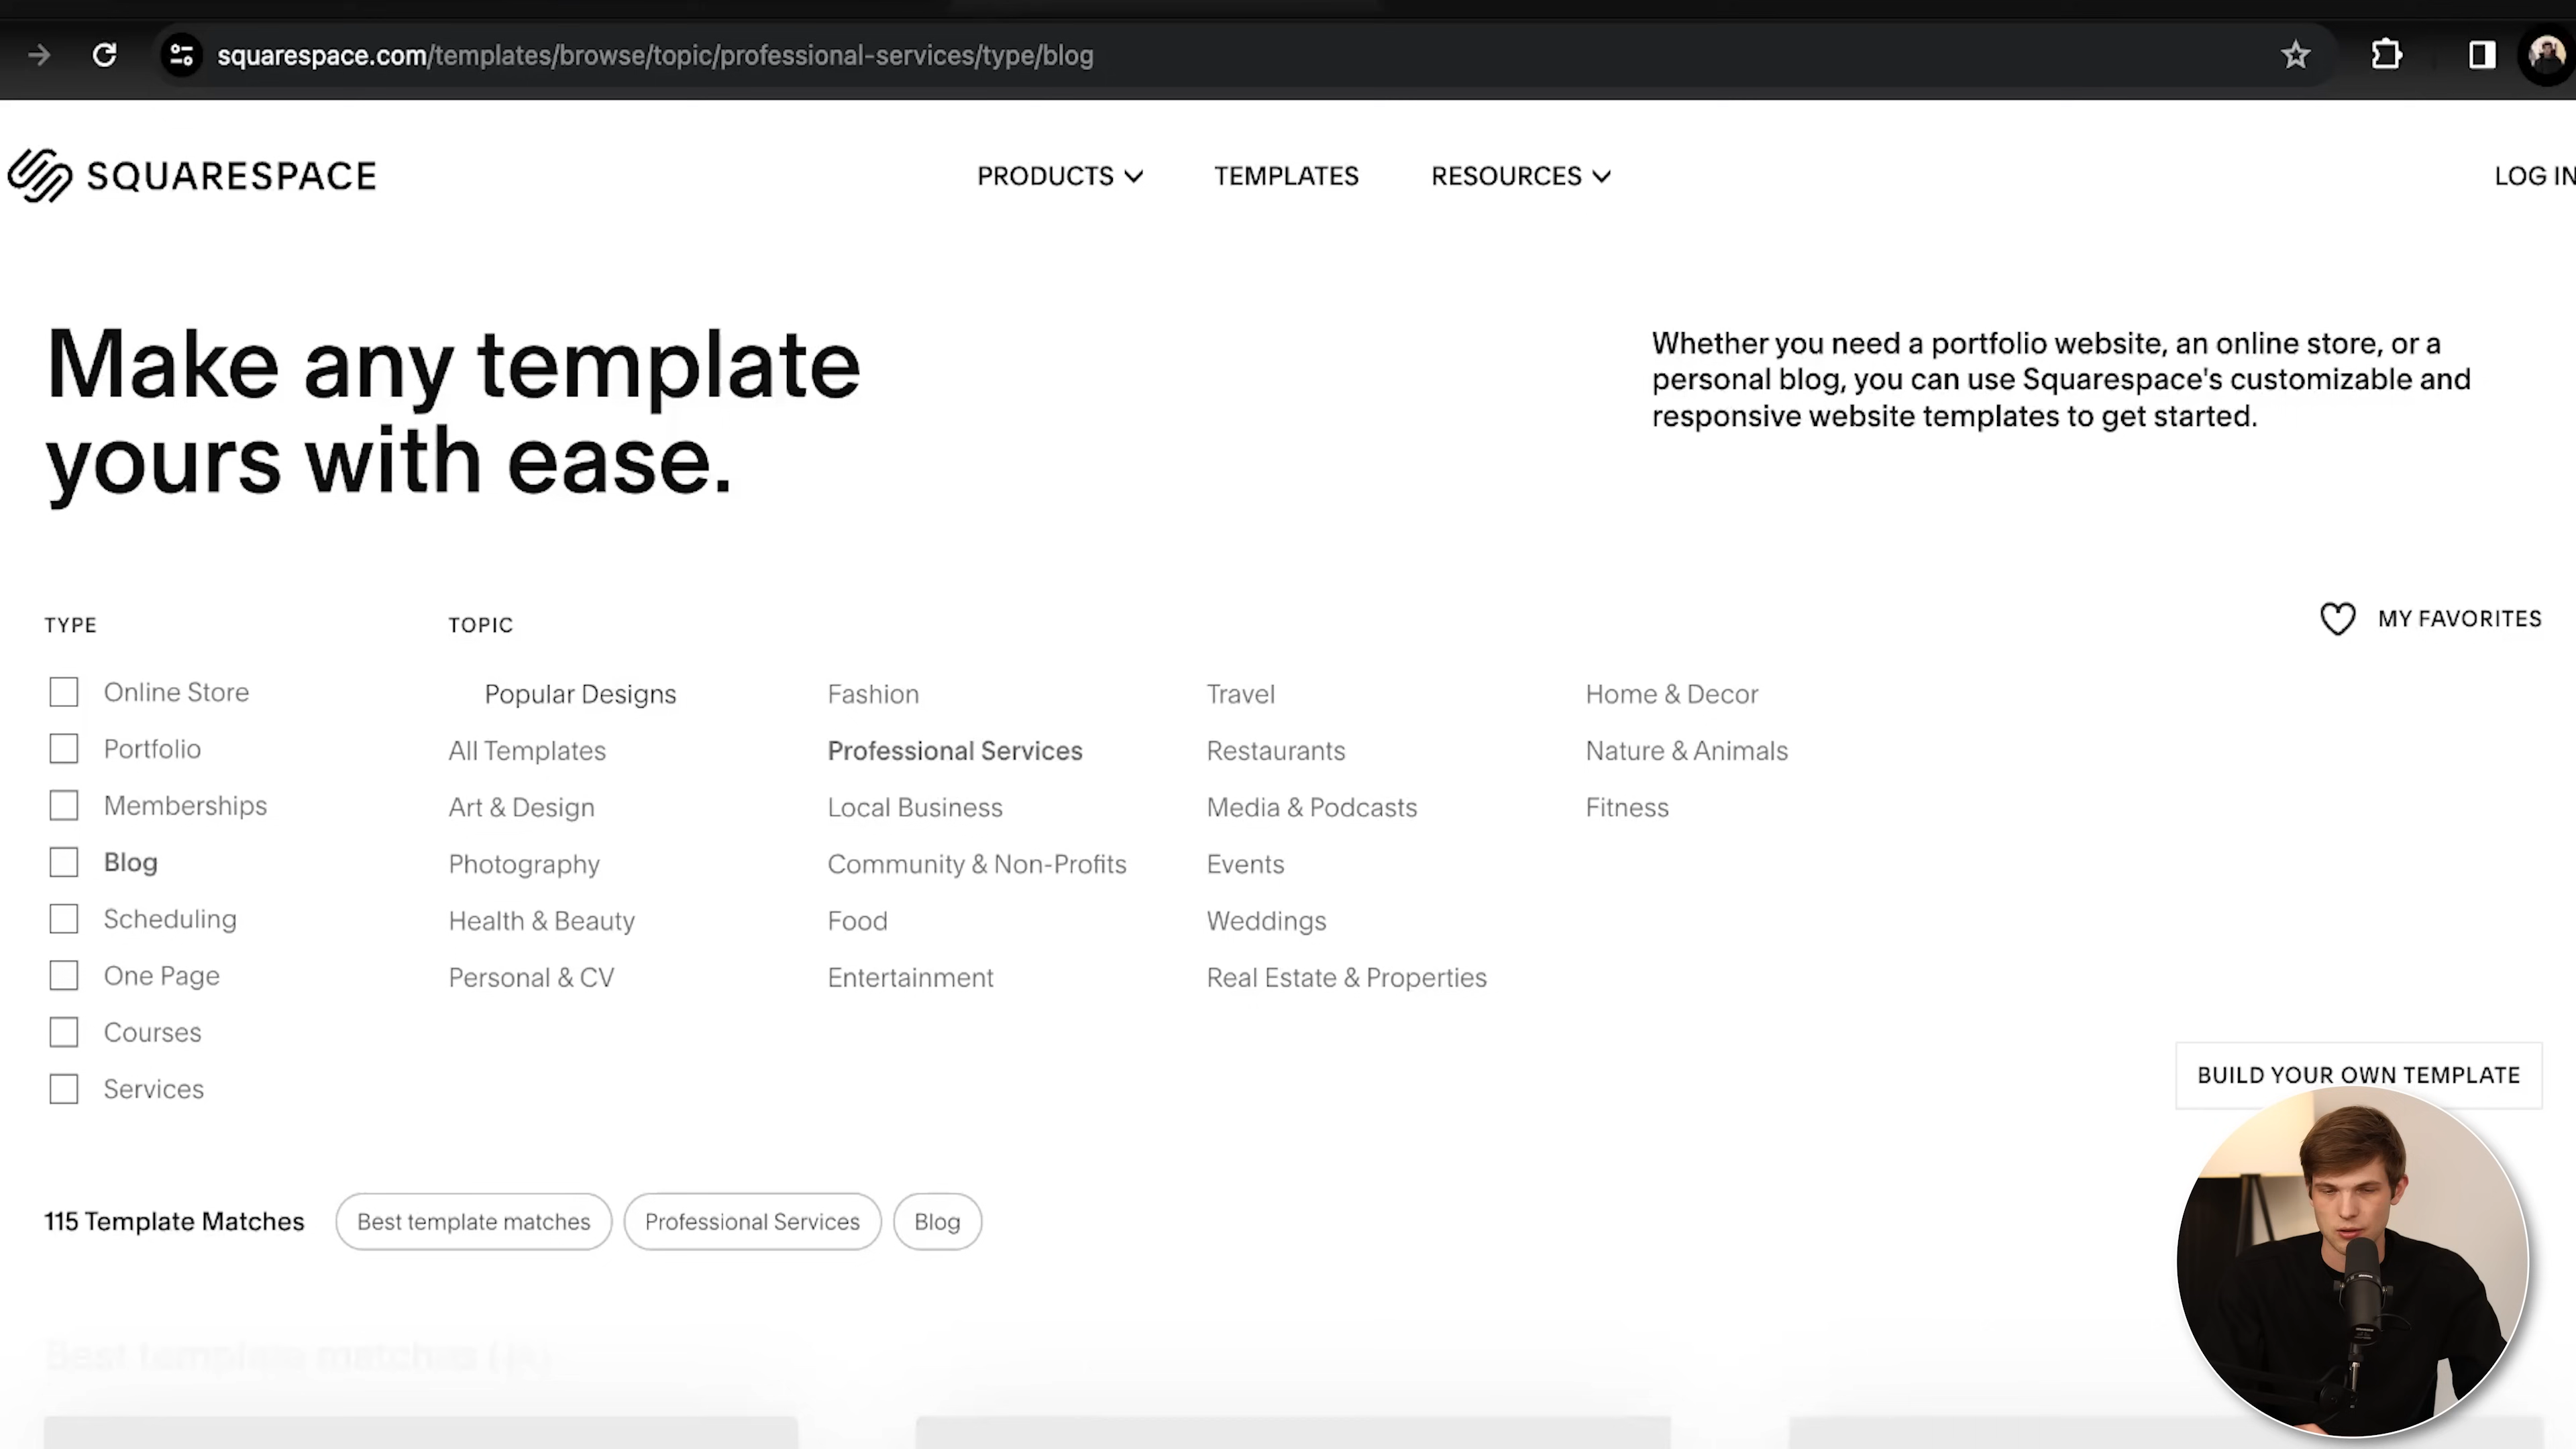 squarespace.com/templates/browse/topic/professional-services/type/blog
SQUARESPACE
PRODUCTS
TEMPLATES
RESOURCES
LOG IN
Make any template
yours with ease.
Whether you need a portfolio website, an online store, or a
personal blog, you can use Squarespace's customizable and
responsive website templates to get started.
MY FAVORITES
TYPE
Online Store
Portfolio
Memberships
Blog
Scheduling
One Page
Courses
Services
TOPIC
Popular Designs
All Templates
Art & Design
Photography
Health & Beauty
Personal & CV
Fashion
Professional Services
Local Business
Community & Non-Profits
Food
Entertainment
Travel
Restaurants
Media & Podcasts
Events
Weddings
Real Estate & Properties
Home & Decor
Nature & Animals
Fitness
BUILD YOUR OWN TEMPLATE
115 Template Matches
Best template matches
Professional Services
Blog
Best template matches